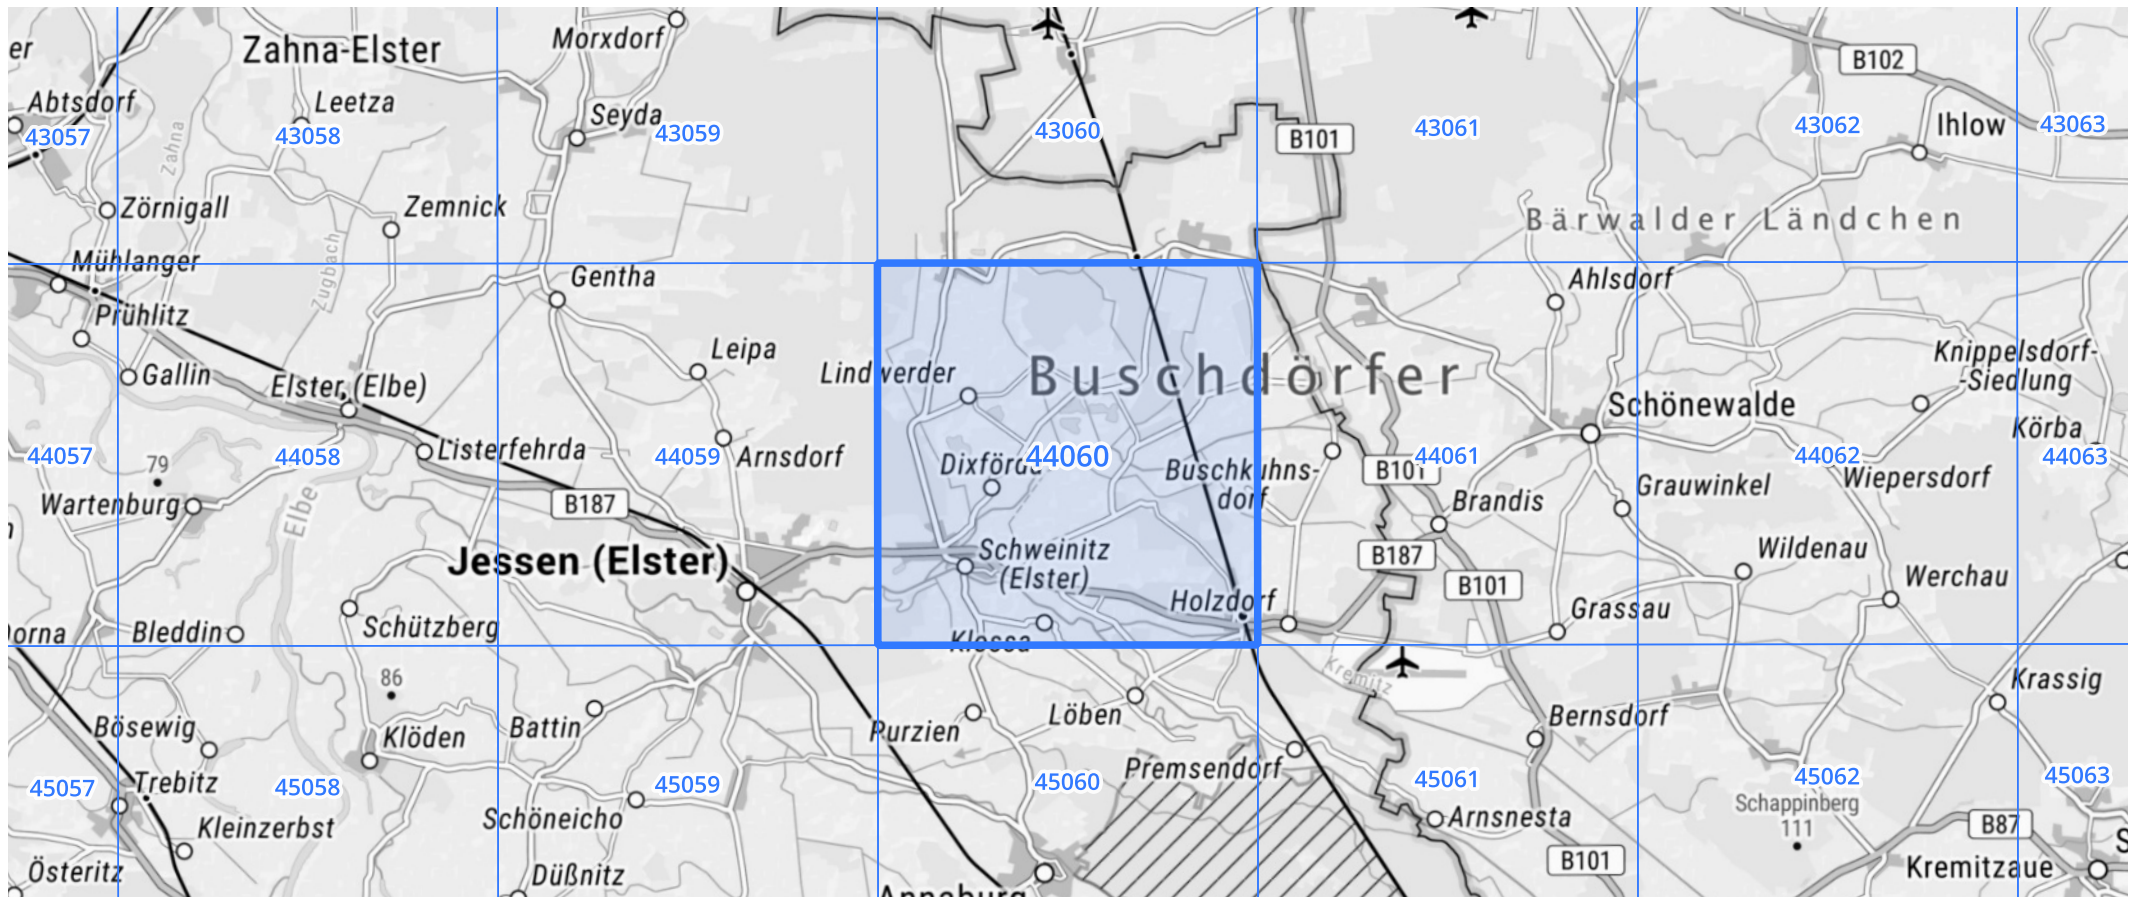 er
Zahna-Elster
Morxdorf
B102
Abtsdorf
Leetza
Seyda
43057
43058
43059
43060
43061
43062
43063
B101
Ihlow
Zahna
Zörnigall
Zemnick
Bärwalder Ländchen
Mühlanger
Zugbach
Gentha
Ahlsdorf
Prühlitz
Leipa
Lindwerder
Buschdörfer
Knippelsdorf-
-Siedlung
Gallin
Elster (Elbe)
Schönewalde
Körba
44057
79
44058
Listerfehrda
44059
Arnsdorf
Dixförda
44060
Buschkuhns-
dorf
B101
44061
44062
44063
Wiepersdorf
Wartenburg
Elbe
B187
Brandis
Grauwinkel
n
Jessen (Elster)
Schweinitz
(Elster)
B187
B101
Wildenau
Werchau
Holzdorf
Grassau
Dorna
Bleddin
Schützberg
Klossa
86
Kremitz
Krassig
Bösewig
Klöden
Battin
Purzien
Löben
Bernsdorf
Premsendorf
45057
Trebitz
45058
45059
45060
45061
45062
45063
Schöneicho
Arnsnesta
Schappinberg
111
Kleinzerbst
B87
S
Österitz
Düßnitz
Annaburg
B101
Kremitzaue